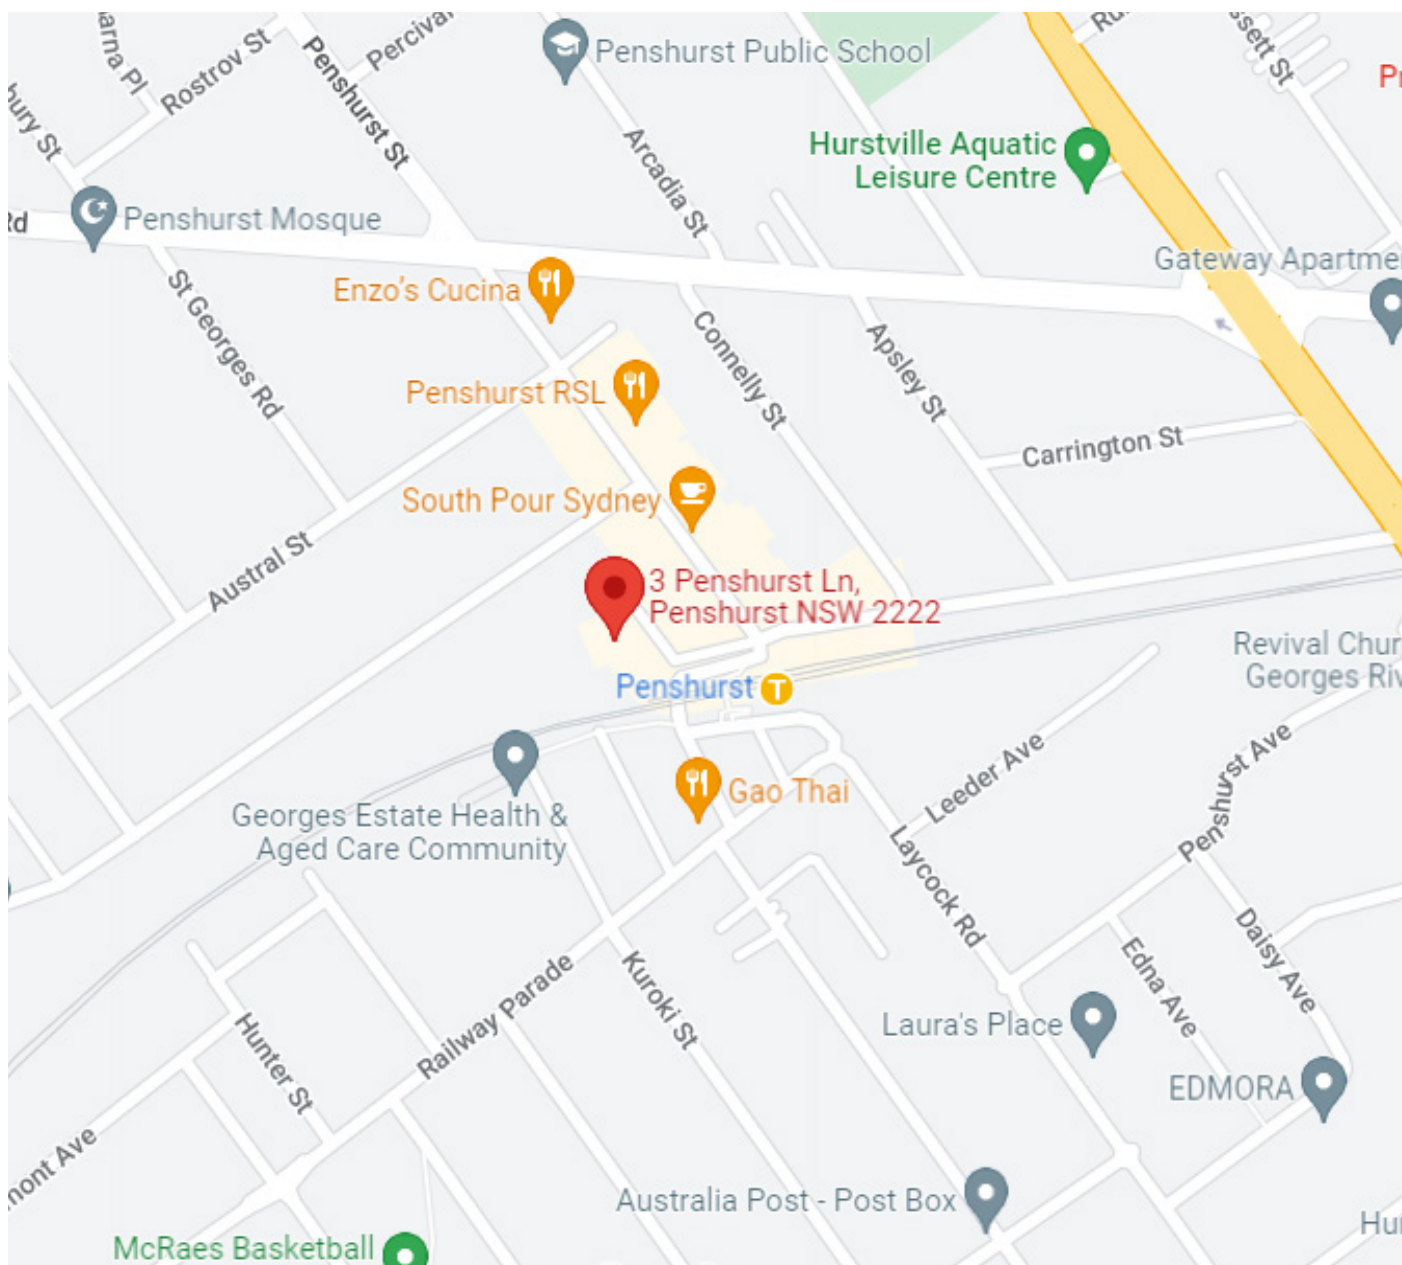 Rostrov St
Percival
Penshurst St
Penshurst Public School
Arcadia St
Hurstville Aquatic
Leisure Centre
Penshurst Mosque
Rd
St Georges Rd
Enzo's Cucina
Gateway
Connelly St
Apsley St
Penshurst RSL
Carrington St
South Pour Sydney
Austral St
3 Penshurst Ln,
Penshurst NSW 2222
Revival
Georges
Penshurst
T
Leeder Ave
Penshurst Ave
Gao Thai
Georges Estate Health &
Aged Care Community
Laycock Rd
Daisy Ave
Edna Ave
Railway Parade
Kuroki St
Laura's Place
Hunter St
EDMORA
mont Ave
Australia Post - Post Box
McRaes Basketball